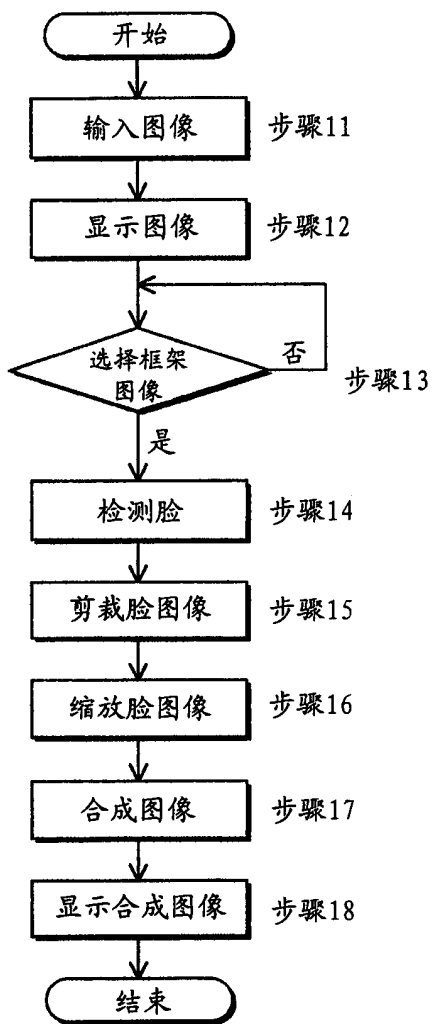 开始
输入图像 步骤11
显示图像 步骤12
选择框架
图像
否
步骤13
是
检测脸 步骤14
剪裁脸图像 步骤15
缩放脸图像 步骤16
合成图像 步骤17
显示合成图像 步骤18
结束